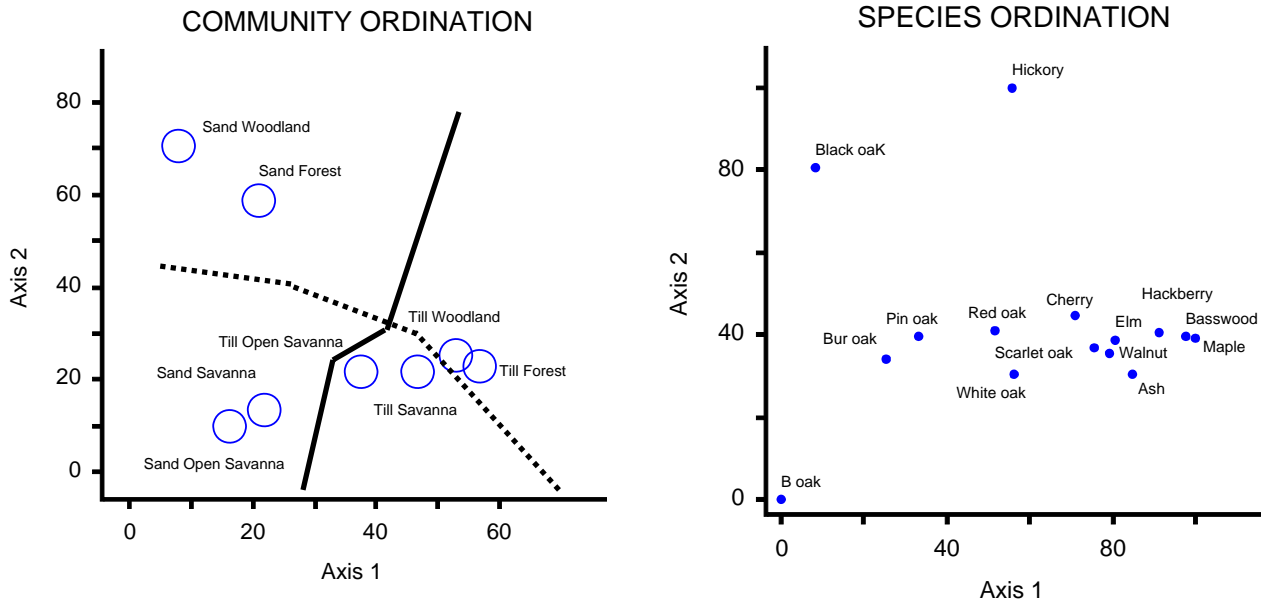 COMMUNITY ORDINATION
80
60
40
20
0
Axis 2
Sand Woodland
Sand Forest
Till Woodland
Till Open Savanna
Sand Savanna
Till Forest
Till Savanna
Sand Open Savanna
0
20
40
60
Axis 1
SPECIES ORDINATION
80
40
0
Axis 2
Hickory
Black oaK
Hackberry
Cherry
Red oak
Pin oak
Elm
Basswood
Bur oak
Scarlet oak
Walnut
Maple
White oak
Ash
B oak
0
40
80
Axis 1